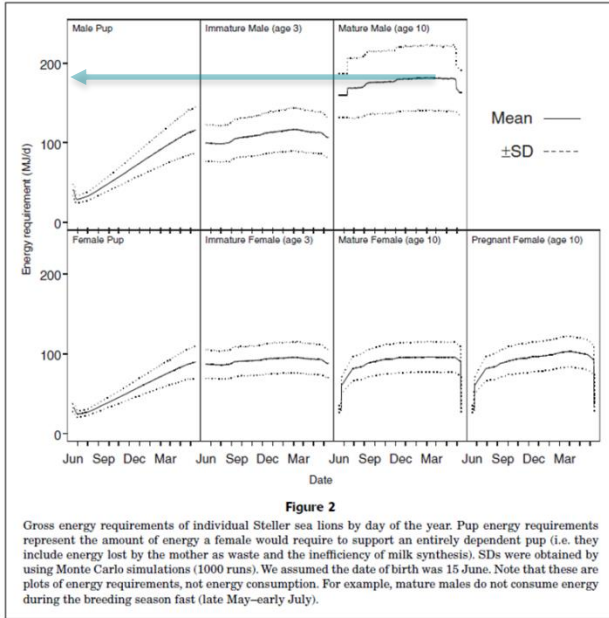 Male Pup
Immature Male (age 3)
Mature Male (age 10)
200
100
0
Mean
±SD
Energy requirement (MJ/d)
Female Pup
Immature Female (age 3)
Mature Female (age 10)
Pregnant Female (age 10)
200
100
0
Jun Sep Dec Mar Jun Sep Dec Mar Jun Sep Dec Mar Jun Sep Dec Mar
Date
Figure 2
Gross energy requirements of individual Steller sea lions by day of the year. Pup energy requirements
represent the amount of energy a female would require to support an entirely dependent pup (i.e. they
include energy lost by the mother as waste and the inefficiency of milk synthesis). SDs were obtained by
using Monte Carlo simulations (1000 runs). We assumed the date of birth was 15 June. Note that these are
plots of energy requirements, not energy consumption. For example, mature males do not consume energy
during the breeding season fast (late May–early July).